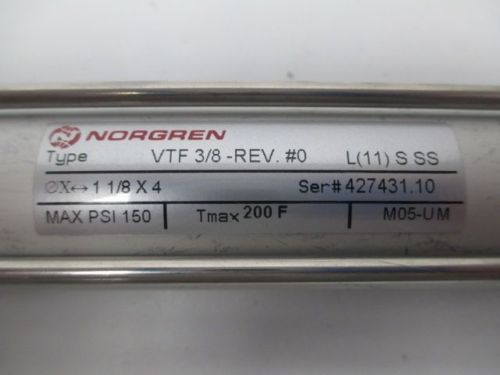 NORGREN
Type VTF 3/8 -REV. #0 L(11) S SS
ØX↔1 1/8 X 4 Ser# 427431.10
MAX PSI 150 Tmax 200 F M05-UM